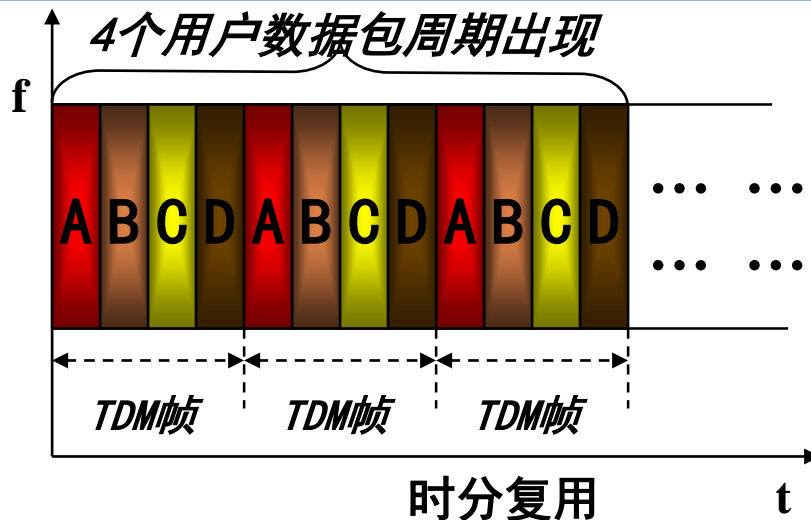 4个用户数据包周期出现
f
A B C D A B C D A B C D … …
… …
TDM帧 TDM帧 TDM帧
时分复用 t